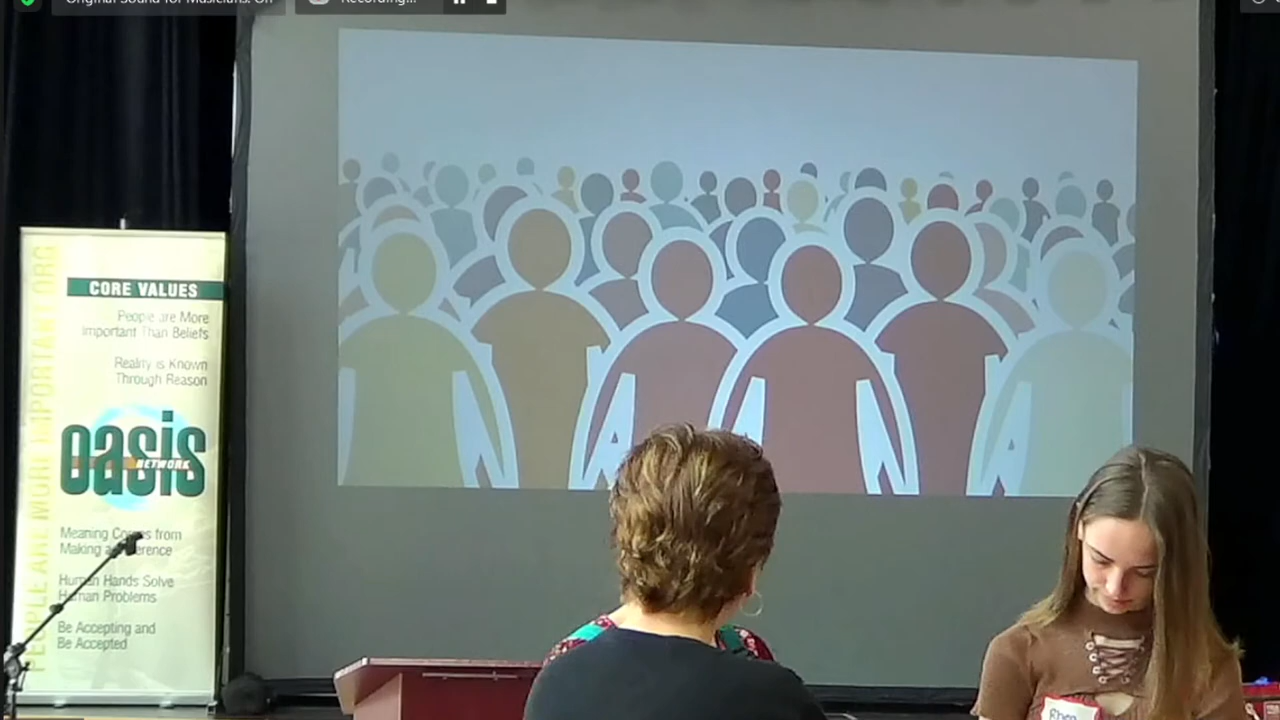 Original Sound for Musicians: Off
Recording...
CORE VALUES
People are More
Important Than Beliefs
Reality is Known
Through Reason
oasis
NETWORK
Meaning Comes from
Making a
Human Hands Solve
Human Problems
Be Accepting and
Be Accepted
PEOPLE ARE MORE IMPORTANT.ORG